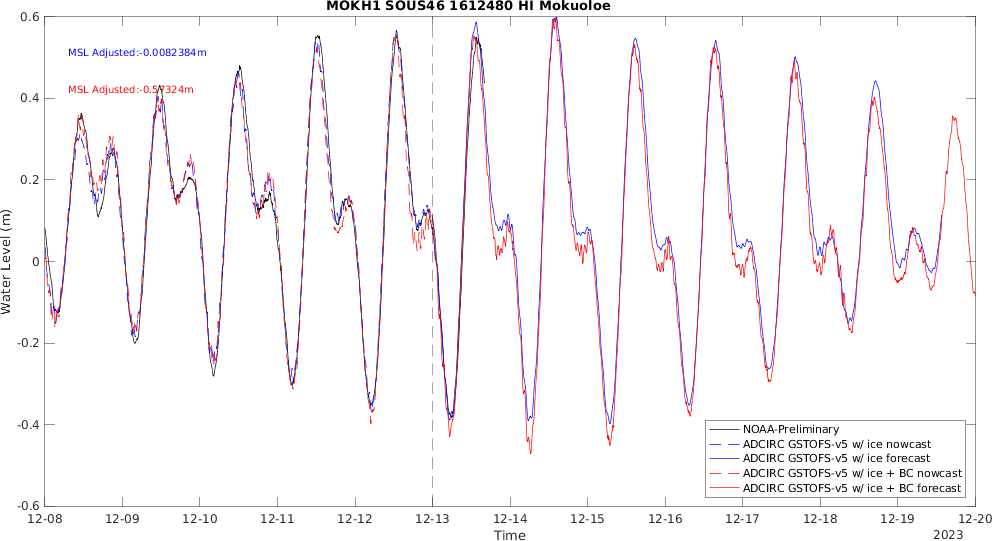 MOKH1 SOUS46 1612480 HI Mokuoloe
0.6
MSL Adjusted:-0.0082384m
MSL Adjusted:-0.57324m
0.4
0.2
0
-0.2
-0.4
-0.6
Water Level (m)
NOAA-Preliminary
ADCIRC GSTOFS-v5 w/ ice nowcast
ADCIRC GSTOFS-v5 w/ ice forecast
ADCIRC GSTOFS-v5 w/ ice + BC nowcast
ADCIRC GSTOFS-v5 w/ ice + BC forecast
12-08 12-09 12-10 12-11 12-12 12-13 12-14 12-15 12-16 12-17 12-18 12-19 12-20
Time
2023